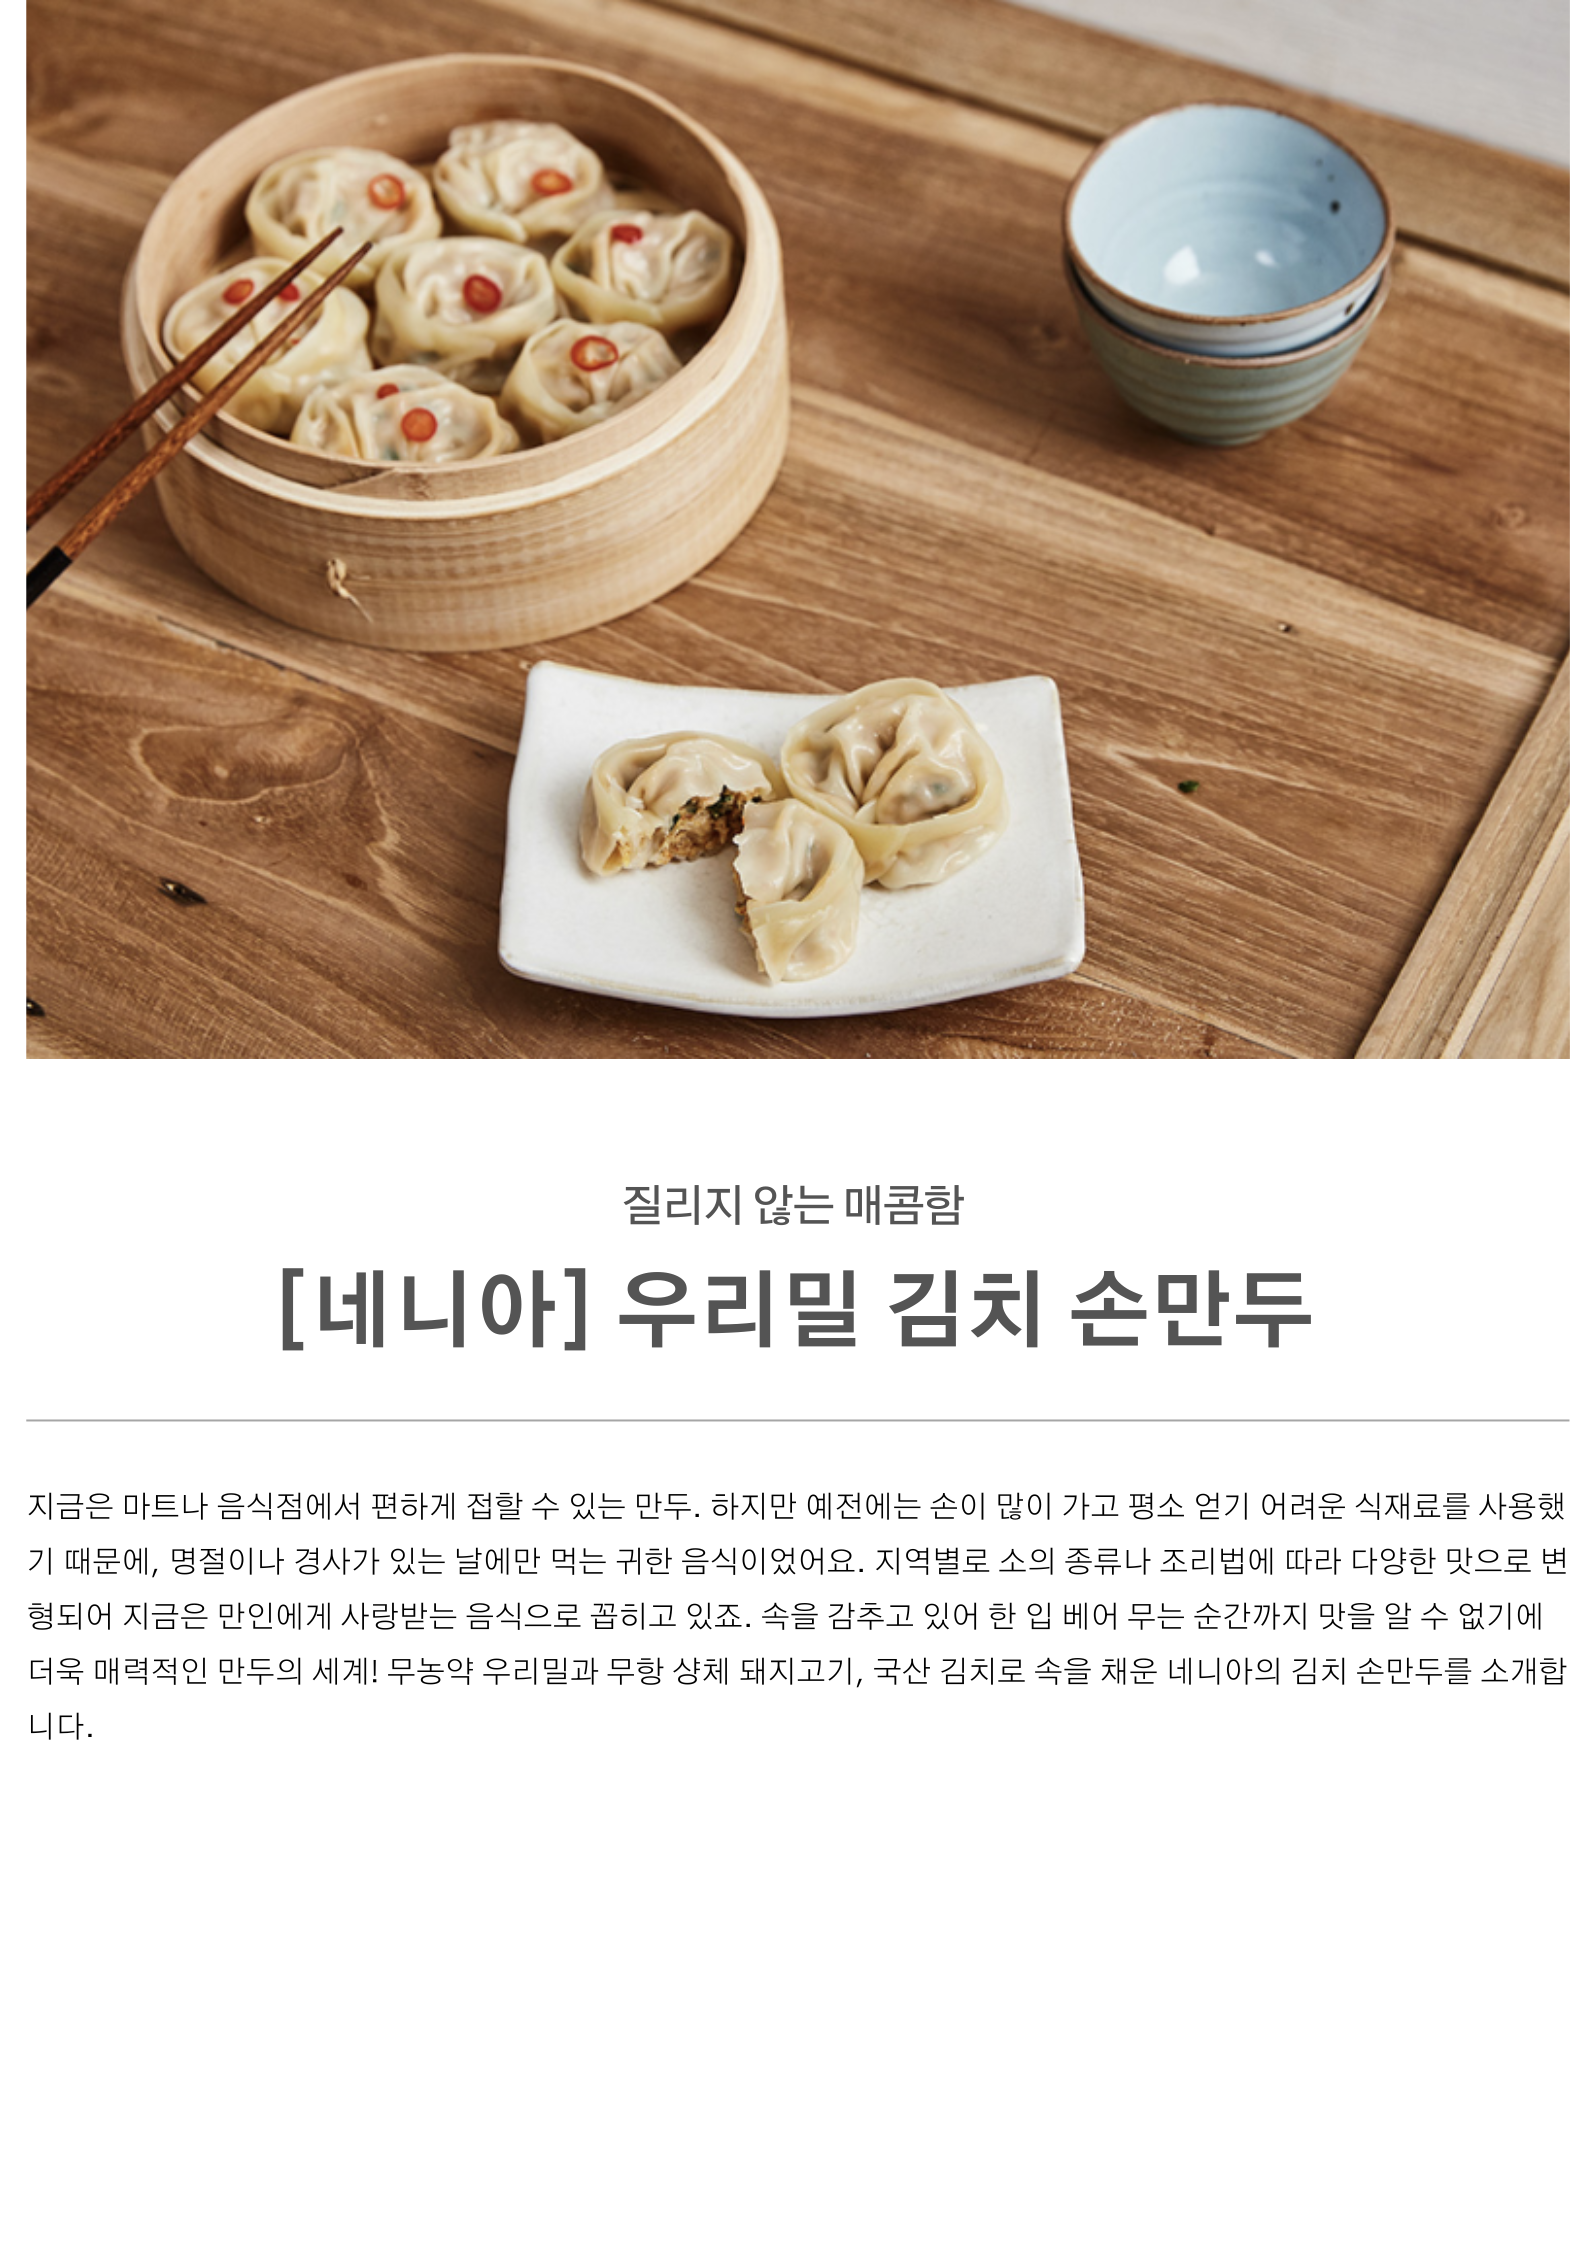 질리지 않는 매콤함
[네니아] 우리밀 김치 손만두
지금은 마트나 음식점에서 편하게 접할 수 있는 만두. 하지만 예전에는 손이 많이 가고 평소 얻기 어려운 식재료를 사용했
기 때문에, 명절이나 경사가 있는 날에만 먹는 귀한 음식이었어요. 지역별로 소의 종류나 조리법에 따라 다양한 맛으로 변
형되어 지금은 만인에게 사랑받는 음식으로 꼽히고 있죠. 속을 감추고 있어 한 입 베어 무는 순간까지 맛을 알 수 없기에
더욱 매력적인 만두의 세계! 무농약 우리밀과 무항 샹체 돼지고기, 국산 김치로 속을 채운 네니아의 김치 손만두를 소개합
니다.